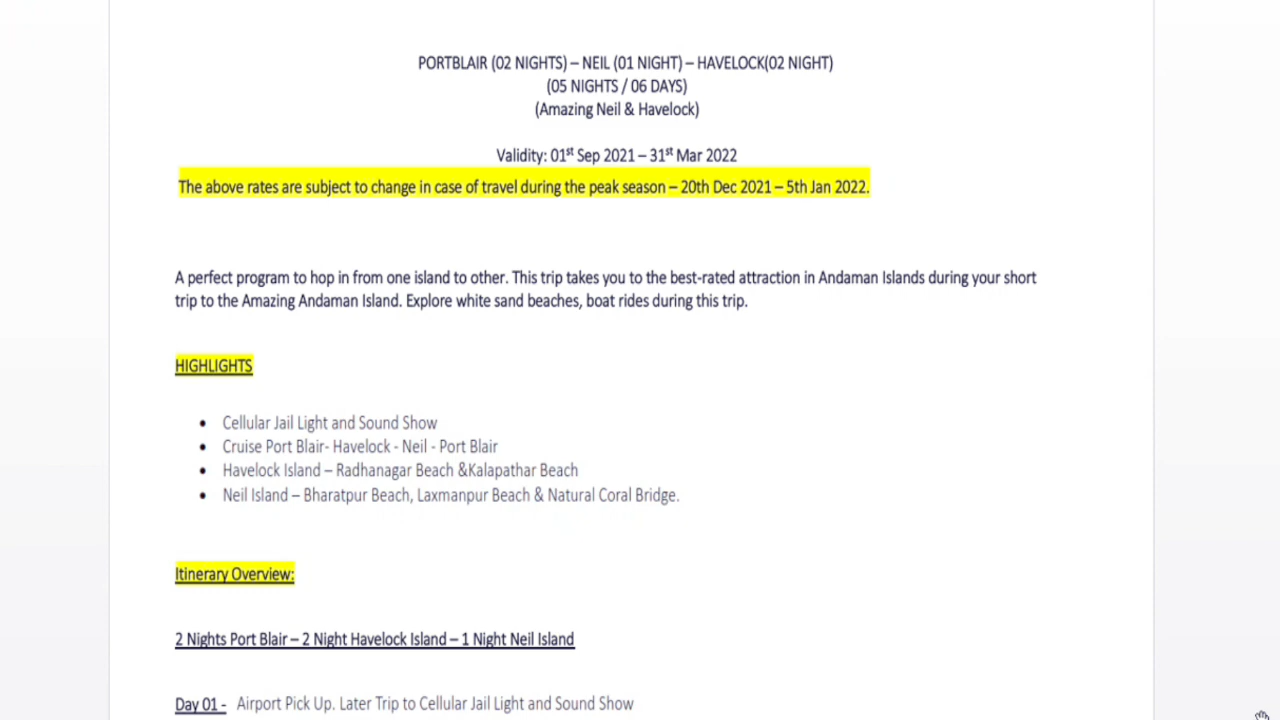 PORTBLAIR (02 NIGHTS) – NEIL (01 NIGHT) – HAVELOCK(02 NIGHT)
(05 NIGHTS / 06 DAYS)
(Amazing Neil & Havelock)
Validity: 01st Sep 2021 – 31st Mar 2022
The above rates are subject to change in case of travel during the peak season – 20th Dec 2021 – 5th Jan 2022.
A perfect program to hop in from one island to other. This trip takes you to the best-rated attraction in Andaman Islands during your short
trip to the Amazing Andaman Island. Explore white sand beaches, boat rides during this trip.
HIGHLIGHTS
• Cellular Jail Light and Sound Show
• Cruise Port Blair- Havelock - Neil - Port Blair
• Havelock Island – Radhanagar Beach &Kalapathar Beach
• Neil Island – Bharatpur Beach, Laxmanpur Beach & Natural Coral Bridge.
Itinerary Overview:
2 Nights Port Blair – 2 Night Havelock Island – 1 Night Neil Island
Day 01 - Airport Pick Up. Later Trip to Cellular Jail Light and Sound Show